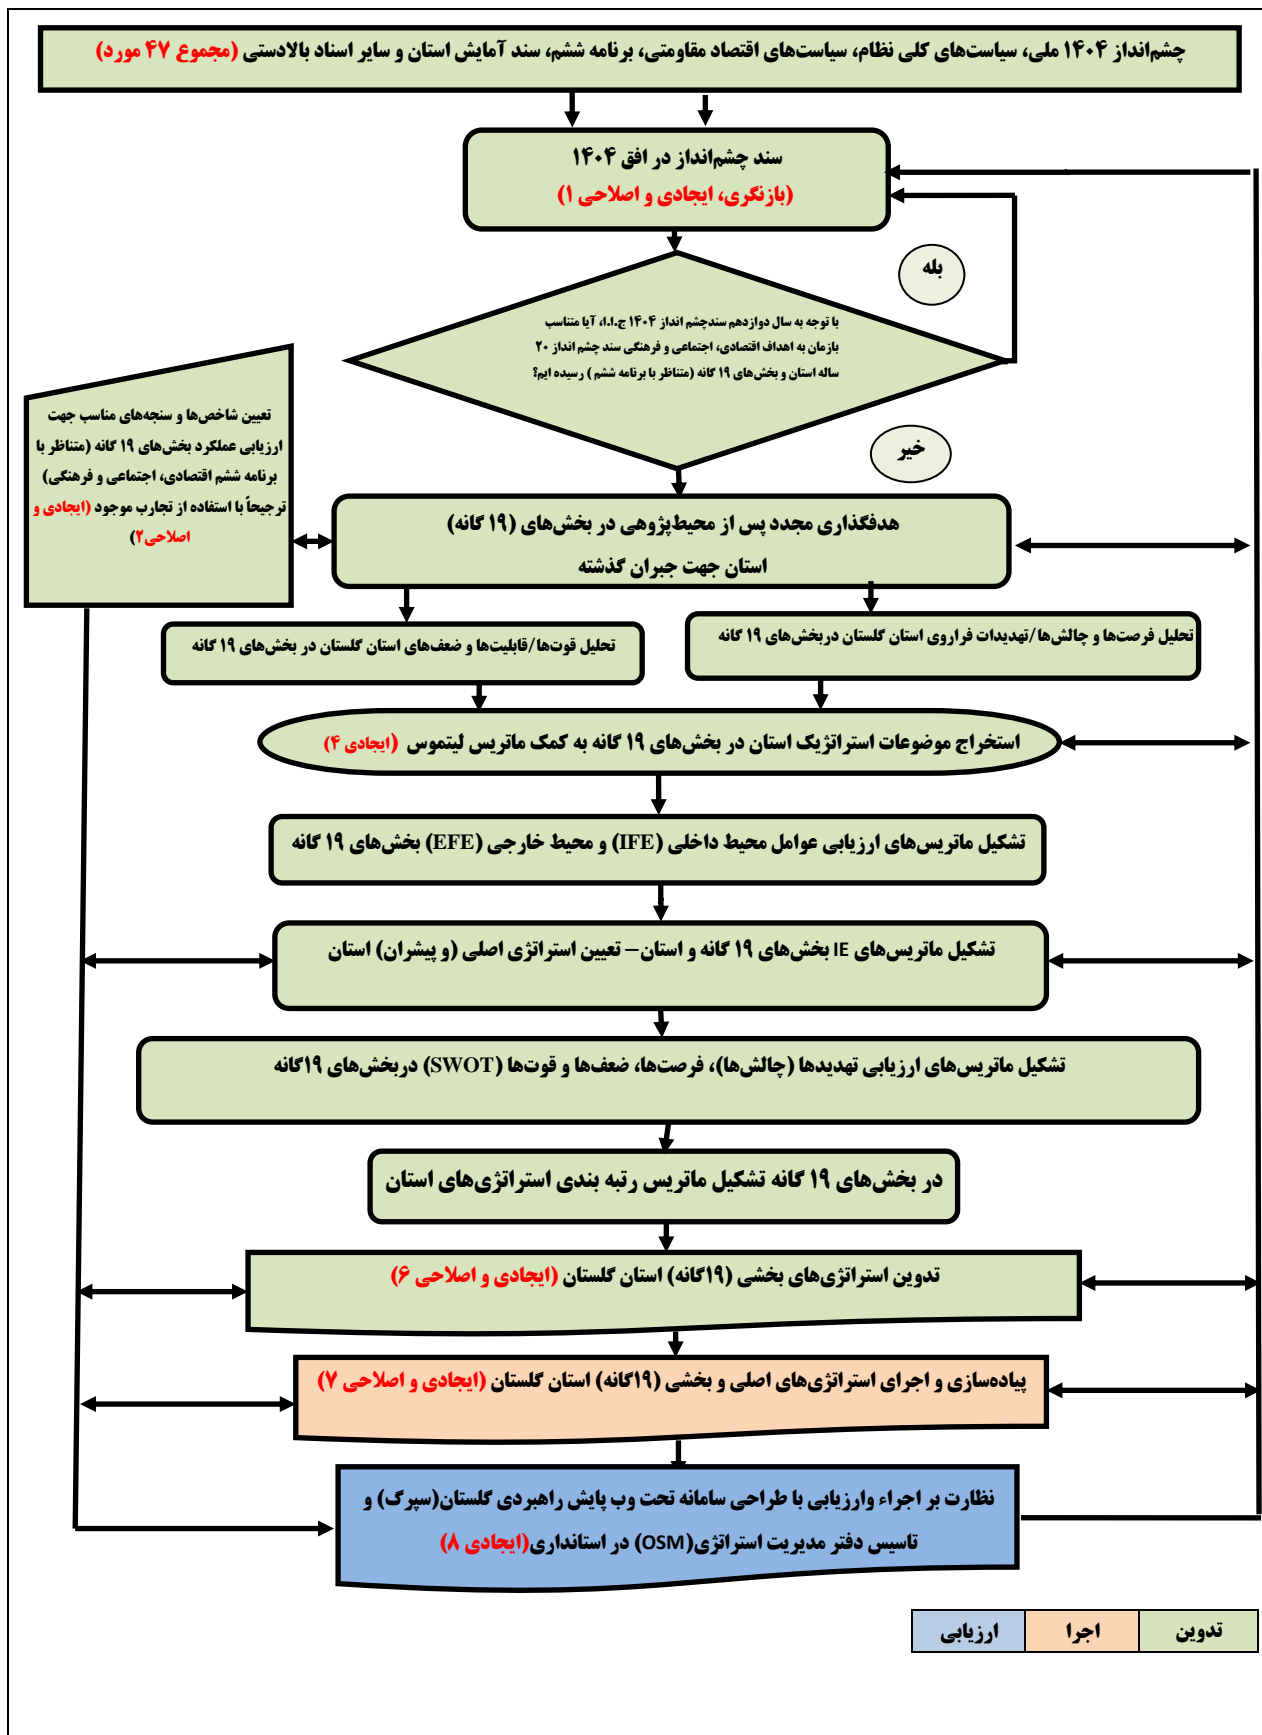 چشم‌انداز ۱۴۰۴ ملی، سیاست‌های کلی نظام، سیاست‌های اقتصاد مقاومتی، برنامه ششم، سند آمایش استان و سایر اسناد بالادستی (مجموع ۴۷ مورد)
سند چشم‌انداز در افق ۱۴۰۴
(بازنگری، ایجادی و اصلاحی ۱)
بله
با توجه به سال دوازدهم سندچشم انداز ۱۴۰۴ ج.ا.ا، آیا متناسب
بازمان به اهداف اقتصادی، اجتماعی و فرهنگی سند چشم انداز ۲۰
ساله استان و بخش‌های ۱۹ گانه (متناظر با برنامه ششم ) رسیده ایم؟
خیر
تعیین شاخص‌ها و سنجه‌های مناسب جهت
ارزیابی عملکرد بخش‌های ۱۹ گانه (متناظر با
برنامه ششم اقتصادی، اجتماعی و فرهنگی)
ترجیحاً با استفاده از تجارب موجود (ایجادی و
اصلاحی۲)
هدفگذاری مجدد پس از محیط‌پژوهی در بخش‌های (۱۹ گانه)
استان جهت جبران گذشته
تحلیل فرصت‌ها و چالش‌ها/تهدیدات فراروی استان گلستان دربخش‌های ۱۹ گانه
تحلیل قوت‌ها/قابلیت‌ها و ضعف‌های استان گلستان در بخش‌های ۱۹ گانه
استخراج موضوعات استراتژیک استان در بخش‌های ۱۹ گانه به کمک ماتریس لیتموس (ایجادی ۴)
تشکیل ماتریس‌های ارزیابی عوامل محیط داخلی (IFE) و محیط خارجی (EFE) بخش‌های ۱۹ گانه
تشکیل ماتریس‌های IE بخش‌های ۱۹ گانه و استان– تعیین استراتژی اصلی (و پیشران) استان
تشکیل ماتریس‌های ارزیابی تهدیدها (چالش‌ها)، فرصت‌ها، ضعف‌ها و قوت‌ها (SWOT) دربخش‌های ۱۹گانه
در بخش‌های ۱۹ گانه تشکیل ماتریس رتبه بندی استراتژی‌های استان
تدوین استراتژی‌های بخشی (۱۹گانه) استان گلستان (ایجادی و اصلاحی ۶)
پیاده‌سازی و اجرای استراتژی‌های اصلی و بخشی (۱۹گانه) استان گلستان (ایجادی و اصلاحی ۷)
نظارت بر اجراء وارزیابی با طراحی سامانه تحت وب پایش راهبردی گلستان(سپرگ) و
تاسیس دفتر مدیریت استراتژی(OSM) در استانداری(ایجادی ۸)
تدوین
اجرا
ارزیابی